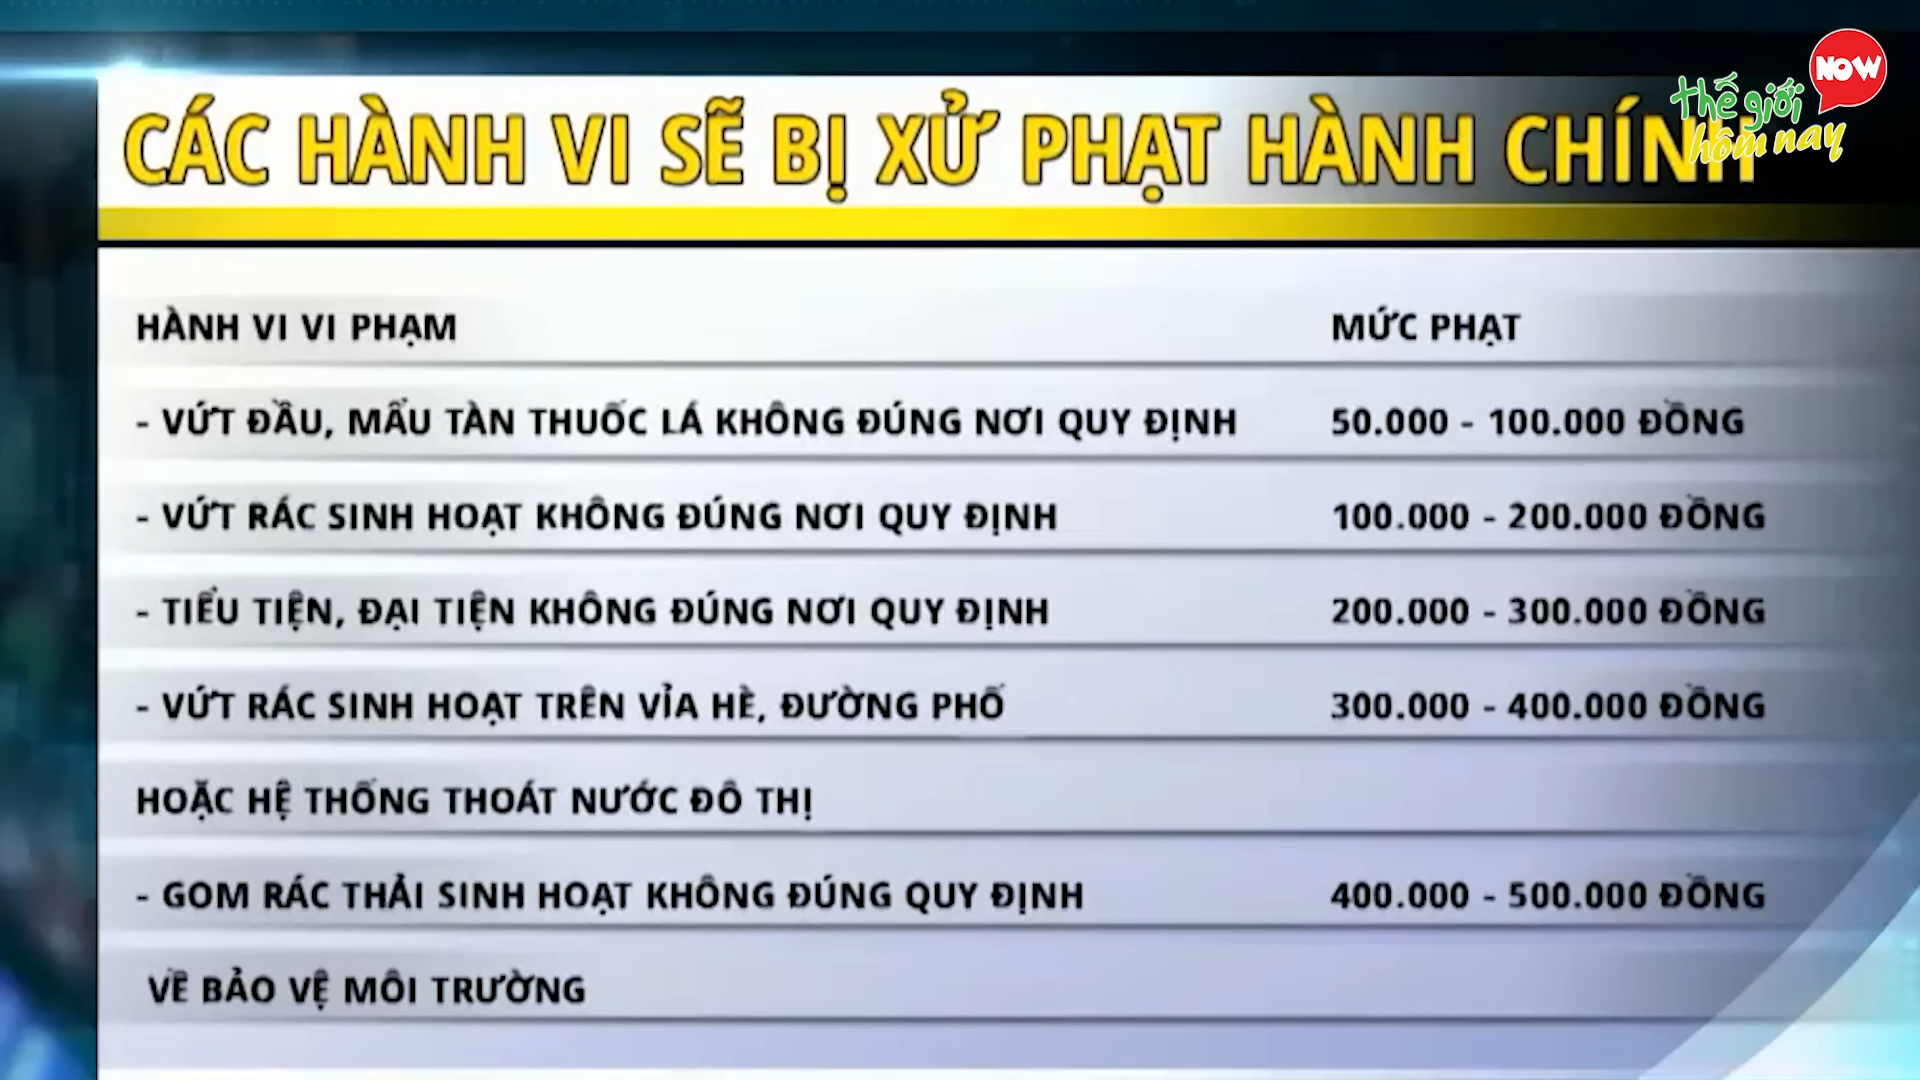 CÁC HÀNH VI SẼ BỊ XỬ PHẠT HÀNH CHÍNH
NOW
thế giới
hôm nay
HÀNH VI VI PHẠM MỨC PHẠT
- VỨT ĐẦU, MẨU TÀN THUỐC LÁ KHÔNG ĐÚNG NƠI QUY ĐỊNH 50.000 - 100.000 ĐỒNG
- VỨT RÁC SINH HOẠT KHÔNG ĐÚNG NƠI QUY ĐỊNH 100.000 - 200.000 ĐỒNG
- TIỂU TIỆN, ĐẠI TIỆN KHÔNG ĐÚNG NƠI QUY ĐỊNH 200.000 - 300.000 ĐỒNG
- VỨT RÁC SINH HOẠT TRÊN VỈA HÈ, ĐƯỜNG PHỐ 300.000 - 400.000 ĐỒNG
HOẶC HỆ THỐNG THOÁT NƯỚC ĐÔ THỊ
- GOM RÁC THẢI SINH HOẠT KHÔNG ĐÚNG QUY ĐỊNH 400.000 - 500.000 ĐỒNG
VỀ BẢO VỆ MÔI TRƯỜNG